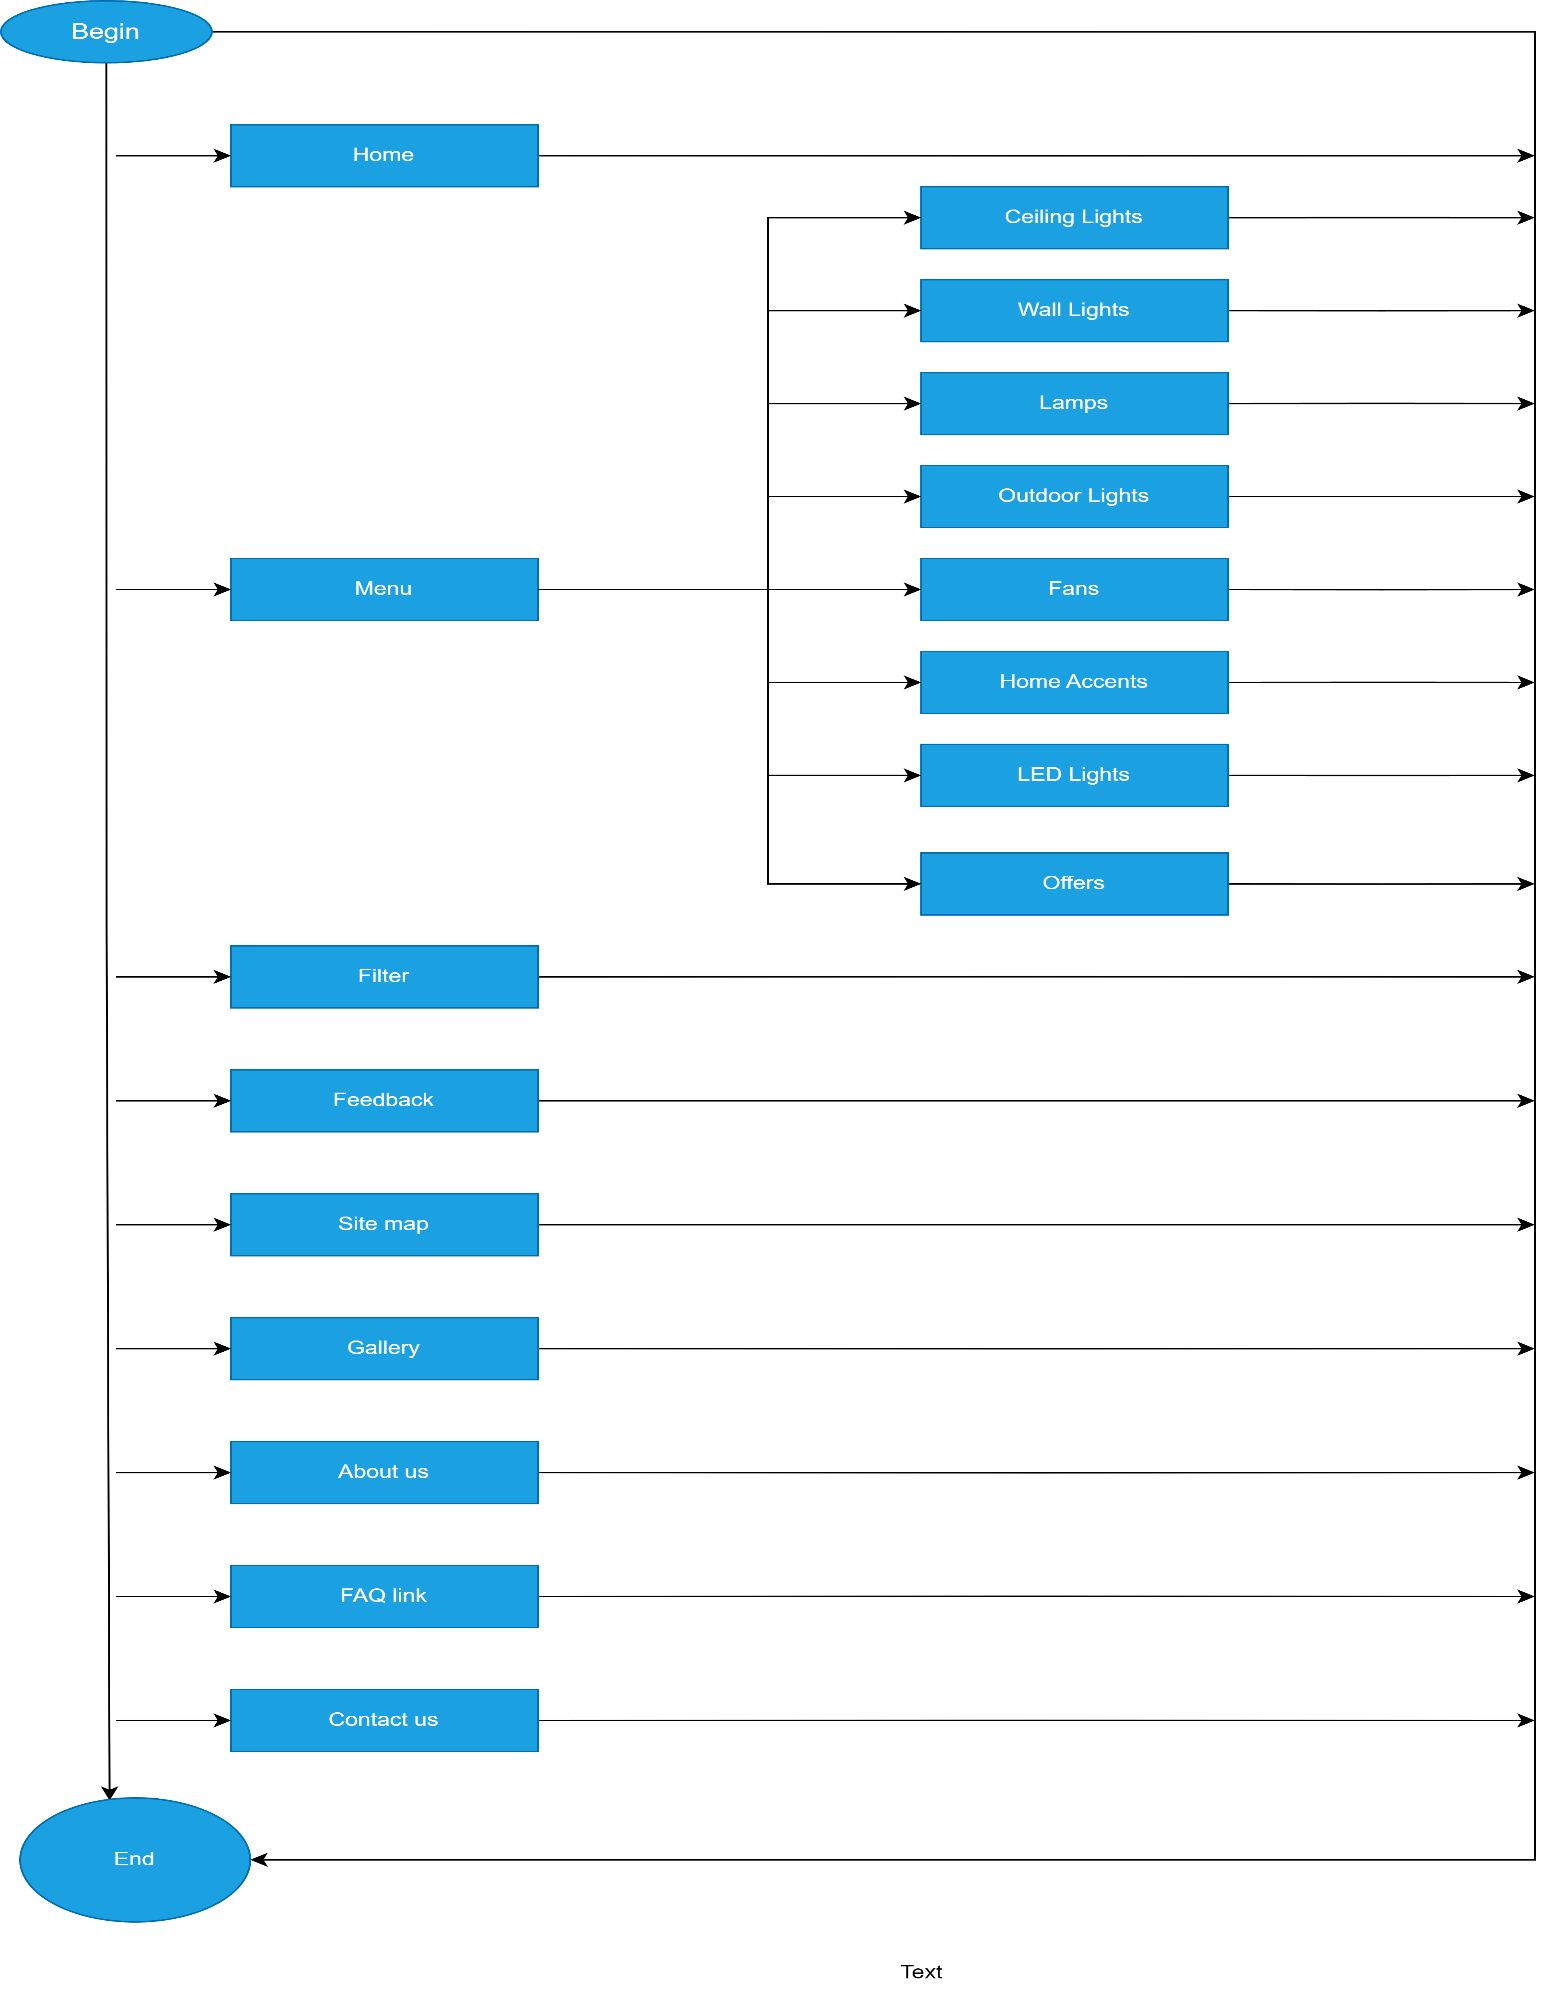 Begin
Home
Ceiling Lights
Wall Lights
Lamps
Outdoor Lights
Menu
Fans
Home Accents
LED Lights
Offers
Filter
Feedback
Site map
Gallery
About us
FAQ link
Contact us
End
Text